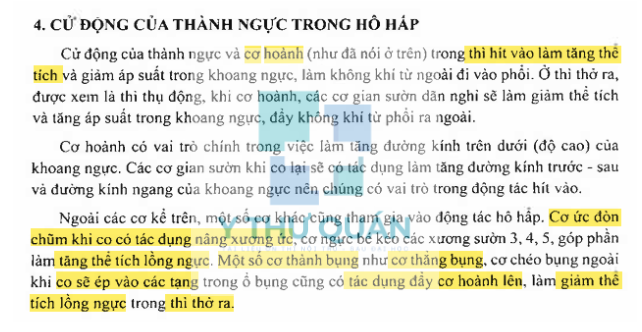 4. CỬ ĐỘNG CỦA THÀNH NGỰC TRONG HÔ HẤP
Cử động của thành ngực và cơ hoành (như đã nói ở trên) trong thì hít vào làm tăng thể
tích và giảm áp suất trong khoang ngực, làm không khí từ ngoài đi vào phổi. Ở thì thở ra,
được xem là thì thụ động, khi cơ hoành, các cơ gian sườn dãn nghỉ sẽ làm giảm thể tích
và tăng áp suất trong khoang ngực, đẩy không khí từ phổi ra ngoài.
Cơ hoành có vai trò chính trong việc làm tăng đường kính trên dưới (độ cao) của
khoang ngực. Các cơ gian sườn khi co lại sẽ có tác dụng làm tăng đường kính trước - sau
và đường kính ngang của khoang ngực nên chúng có vai trò trong động tác hít vào.
Ngoài các cơ kể trên, một số cơ khác cũng tham gia vào động tác hô hấp. Cơ ức đòn
chũm khi co có tác dụng nâng xương ức, cơ ngực bé kéo các xương sườn 3, 4, 5, góp phần
làm tăng thể tích lồng ngực. Một số cơ thành bụng như cơ thẳng bụng, cơ chéo bụng ngoài
khi co sẽ ép vào các tạng trong ổ bụng cũng có tác dụng đẩy cơ hoành lên, làm giảm thể
tích lồng ngực trong thì thở ra.
Y THƯ QUÁN